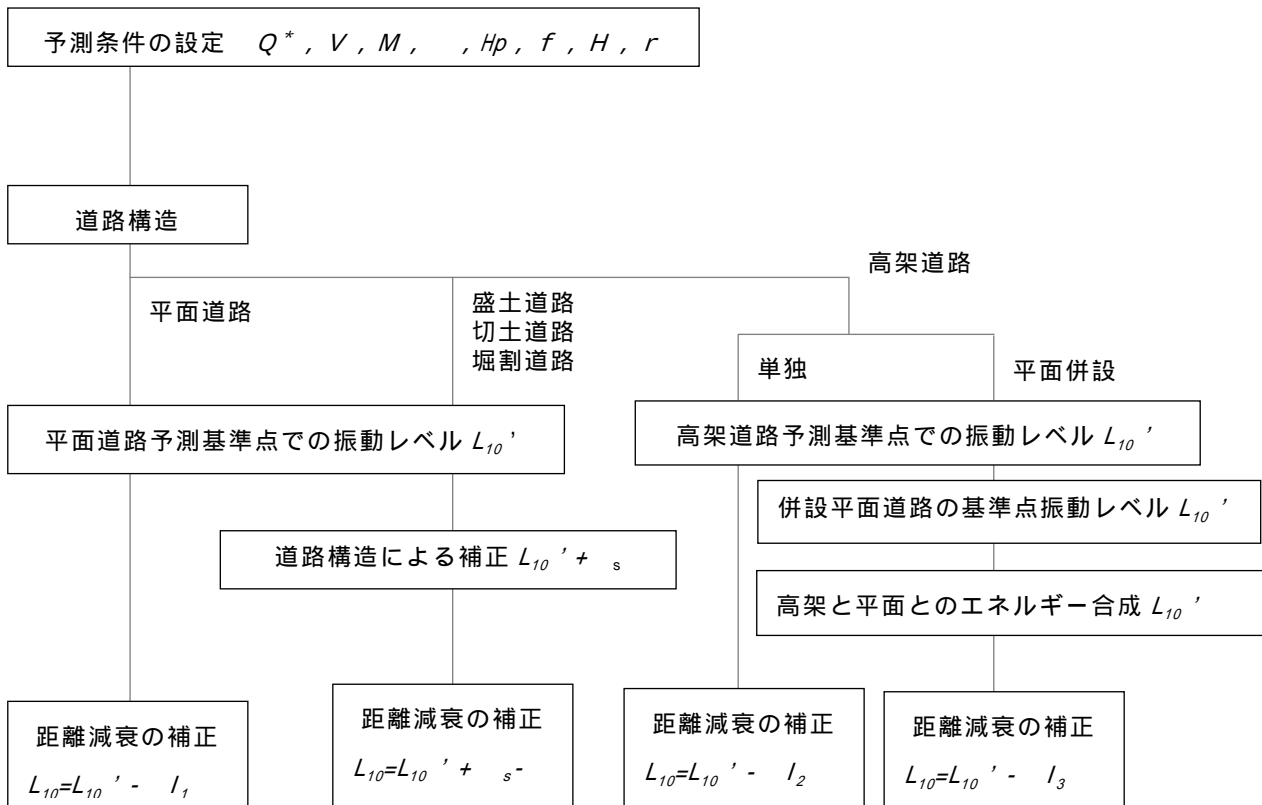 予測条件の設定 Q* , V , M , , Hp , f , H , r
道路構造
高架道路
平面道路
盛土道路
切土道路
堀割道路
単独
平面併設
平面道路予測基準点での振動レベル L10’
高架道路予測基準点での振動レベル L10 ’
併設平面道路の基準点振動レベル L10 ’
道路構造による補正 L10 ’ + s
高架と平面とのエネルギー合成 L10 ’
距離減衰の補正
L10=L10 ’ - l1
距離減衰の補正
L10=L10 ’ + s-
距離減衰の補正
L10=L10 ’ - l2
距離減衰の補正
L10=L10 ’ - l3